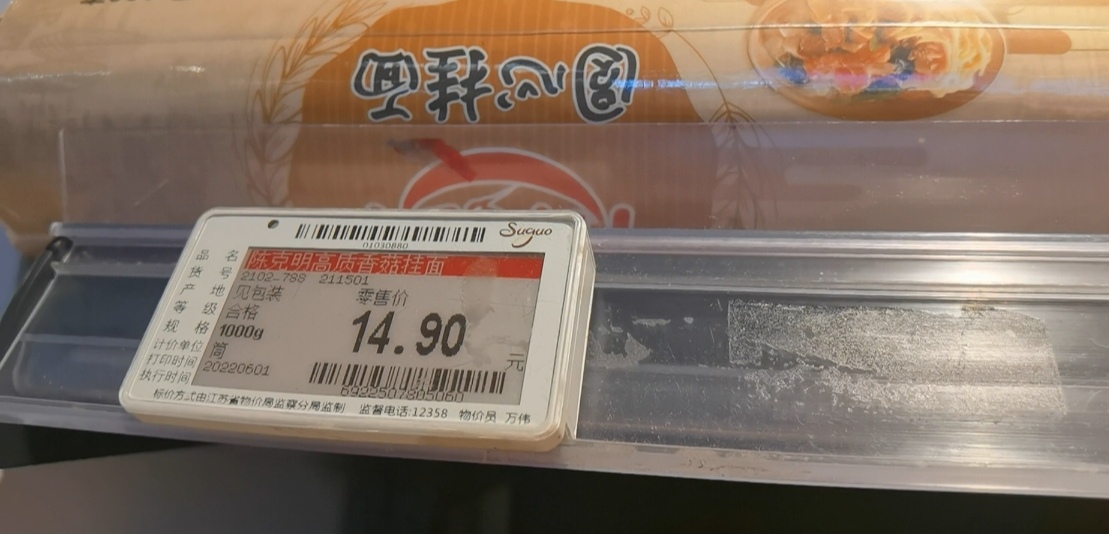 圆心挂面
Suguo
01030880
品 名 陈克明高质香菇挂面
货 号 2102-788 211501
产 地 见包装 零售价
等 级 合格
规 格 1000g 14.90 元
计价单位 筒
打印时间 20220601
执行时间
6922507805060
标价方式由江苏省物价局监察分局监制 监督电话:12358 物价员 万伟